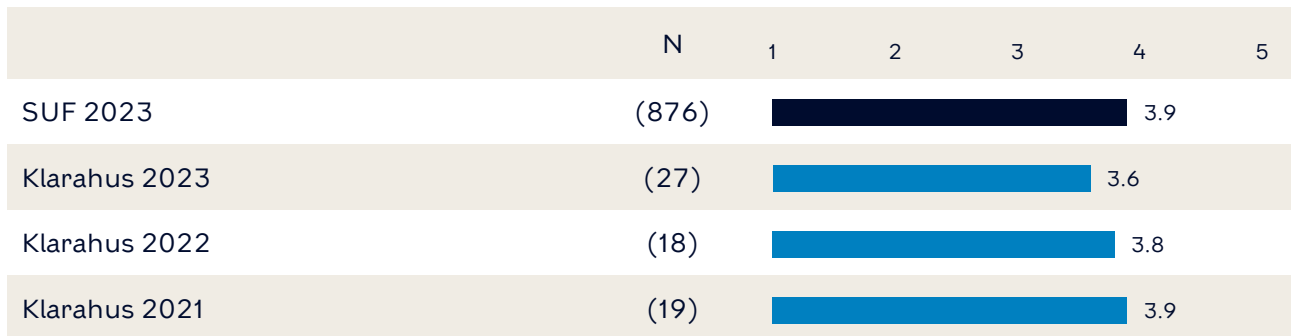 N 1 2 3 4 5
SUF 2023 (876) 3.9
Klarahus 2023 (27) 3.6
Klarahus 2022 (18) 3.8
Klarahus 2021 (19) 3.9